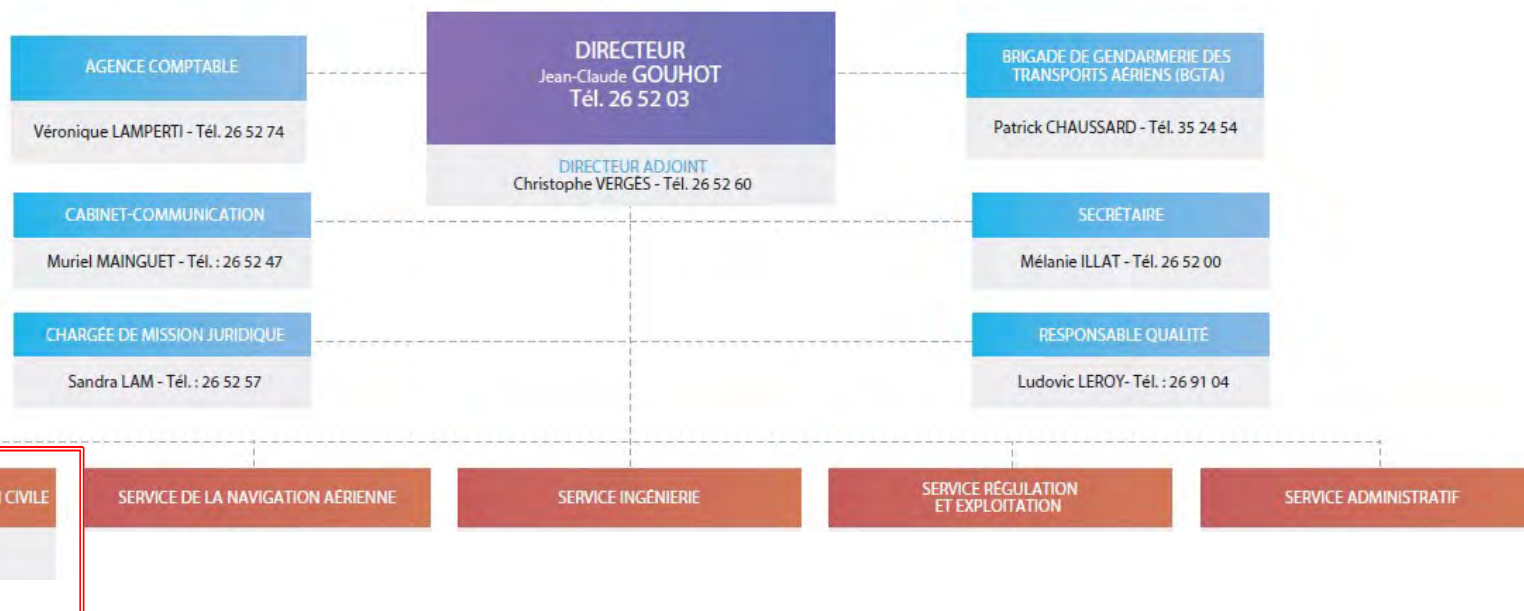 AGENCE COMPTABLE
Véronique LAMPERTI - Tél. 26 52 74
DIRECTEUR
Jean-Claude GOUHOT
Tél. 26 52 03
DIRECTEUR ADJOINT
Christophe VERGÈS - Tél. 26 52 60
BRIGADE DE GENDARMERIE DES
TRANSPORTS AÉRIENS (BGTA)
Patrick CHAUSSARD - Tél. 35 24 54
CABINET-COMMUNICATION
Muriel MAINGUET - Tél. : 26 52 47
SECRÉTAIRE
Mélanie ILLAT - Tél. 26 52 00
CHARGÉE DE MISSION JURIDIQUE
Sandra LAM - Tél. : 26 52 57
RESPONSABLE QUALITÉ
Ludovic LEROY- Tél. : 26 91 04
CIVILE
SERVICE DE LA NAVIGATION AÉRIENNE
SERVICE INGÉNIERIE
SERVICE RÉGULATION
ET EXPLOITATION
SERVICE ADMINISTRATIF